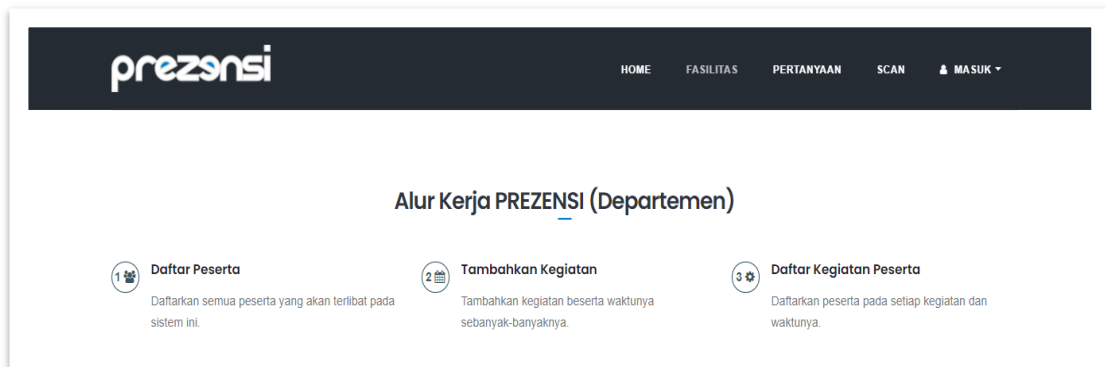 prezensi
HOME FASILITAS PERTANYAAN SCAN MASUK
Alur Kerja PREZENSI (Departemen)
1 Daftar Peserta
Daftarkan semua peserta yang akan terlibat pada
sistem ini.
2 Tambahkan Kegiatan
Tambahkan kegiatan beserta waktunya
sebanyak-banyaknya.
3 Daftar Kegiatan Peserta
Daftarkan peserta pada setiap kegiatan dan
waktunya.